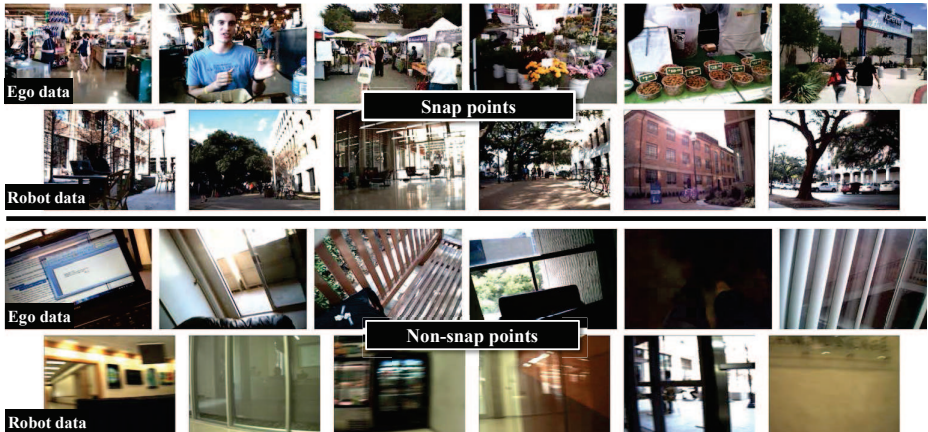 Ego data
Snap points
Robot data
Ego data
Non-snap points
Robot data